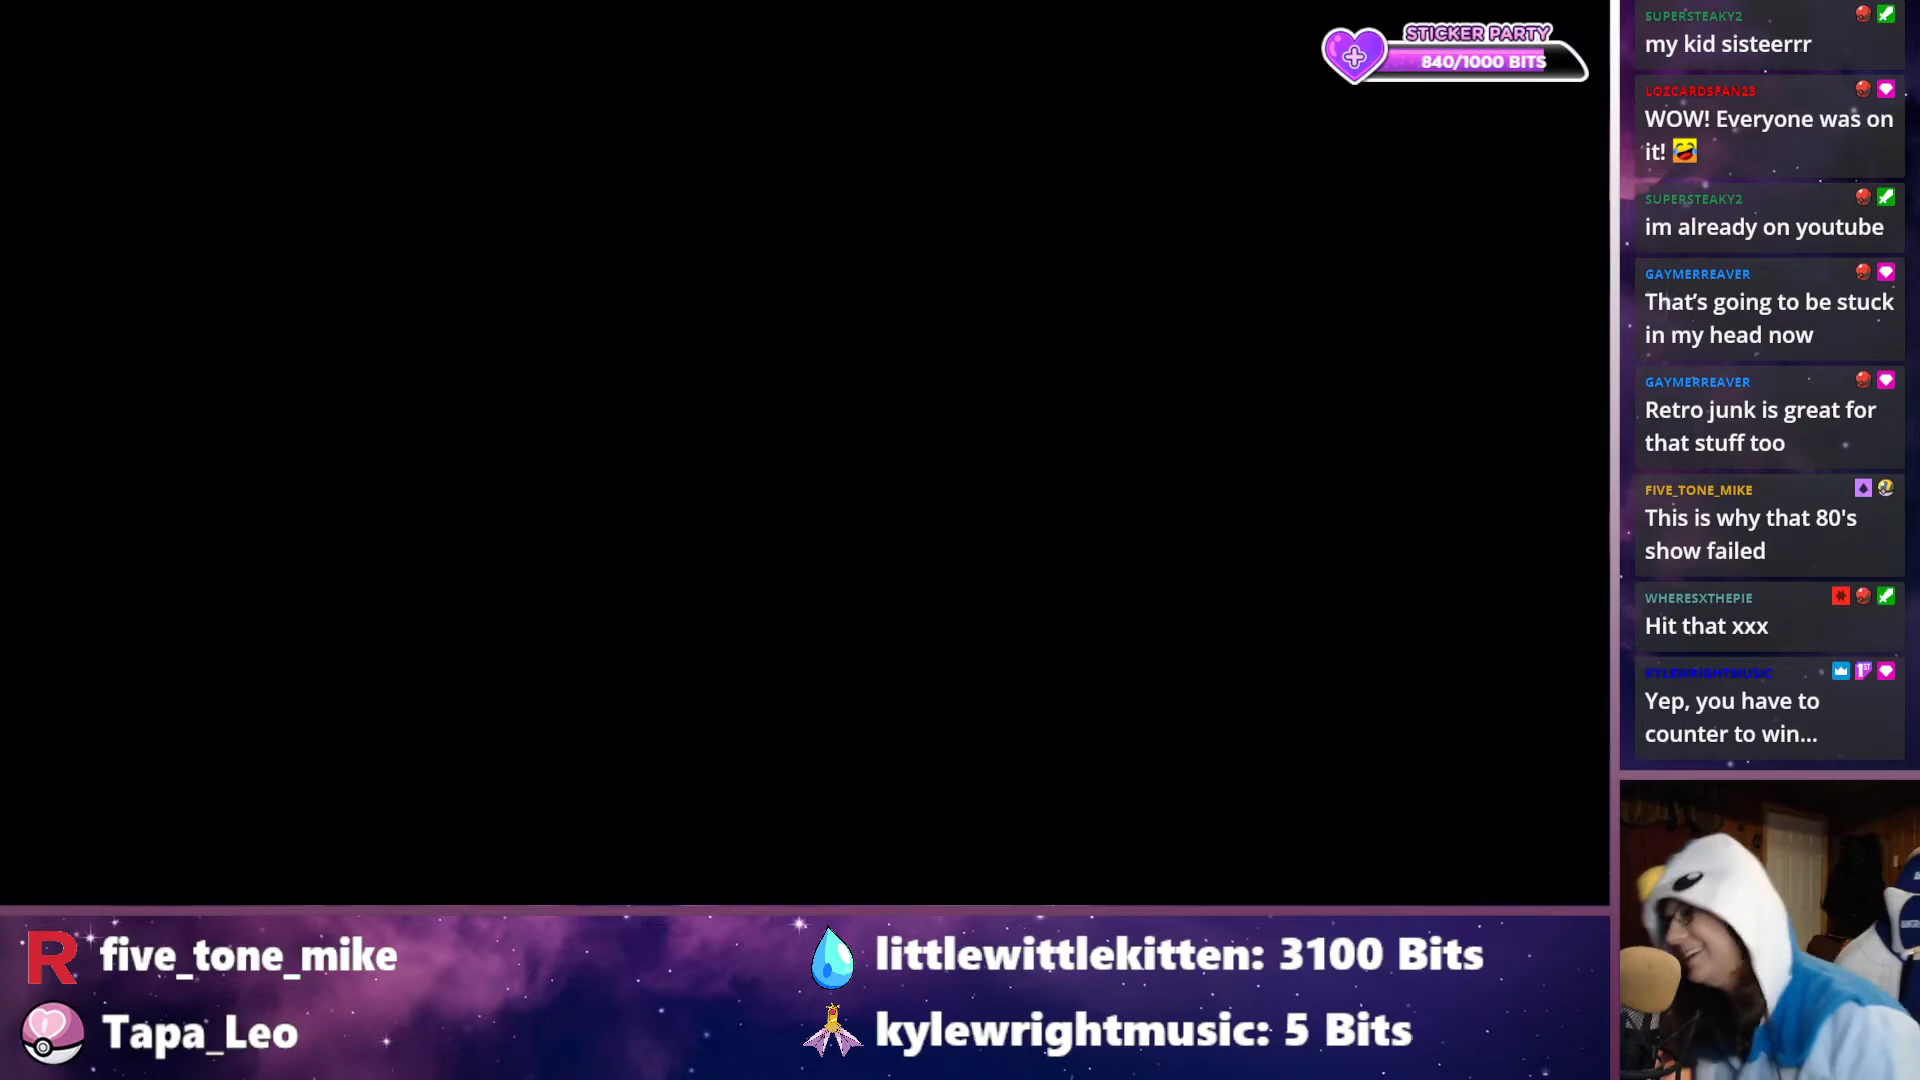 STICKER PARTY
840/1000 BITS
SUPERSTEAKY2
my kid sisteerrr
LOZCARDSFAN23
WOW! Everyone was on
it!
SUPERSTEAKY2
im already on youtube
GAYMERREAVER
That's going to be stuck
in my head now
GAYMERREAVER
Retro junk is great for
that stuff too
FIVE_TONE_MIKE
This is why that 80's
show failed
WHERESXTHEPIE
Hit that xxx
KYLEWRIGHTMUSIC
1ST
Yep, you have to
counter to win...
R five_tone_mike
littlewittlekitten: 3100 Bits
Tapa_Leo
kylewrightmusic: 5 Bits